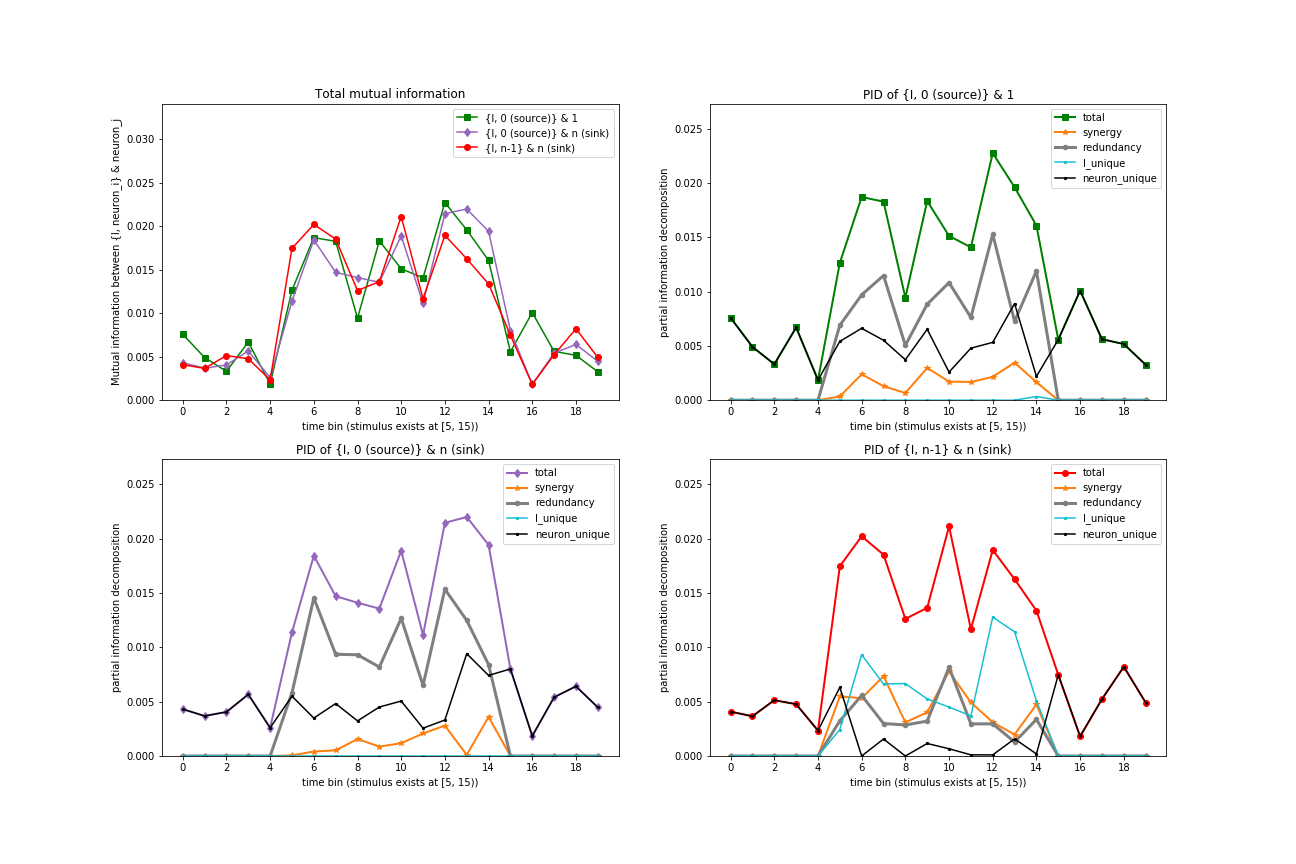 Total mutual information
Mutual information between {I, neuron_i} & neuron_j
0.030
0.025
0.020
0.015
0.010
0.005
0.000
{I, 0 (source)} & 1
{I, 0 (source)} & n (sink)
{I, n-1} & n (sink)
0 2 4 6 8 10 12 14 16 18
time bin (stimulus exists at [5, 15))
PID of {I, 0 (source)} & 1
partial information decomposition
0.025
0.020
0.015
0.010
0.005
0.000
total
synergy
redundancy
I_unique
neuron_unique
0 2 4 6 8 10 12 14 16 18
time bin (stimulus exists at [5, 15))
PID of {I, 0 (source)} & n (sink)
partial information decomposition
0.025
0.020
0.015
0.010
0.005
0.000
total
synergy
redundancy
I_unique
neuron_unique
0 2 4 6 8 10 12 14 16 18
time bin (stimulus exists at [5, 15))
PID of {I, n-1} & n (sink)
partial information decomposition
0.025
0.020
0.015
0.010
0.005
0.000
total
synergy
redundancy
I_unique
neuron_unique
0 2 4 6 8 10 12 14 16 18
time bin (stimulus exists at [5, 15))